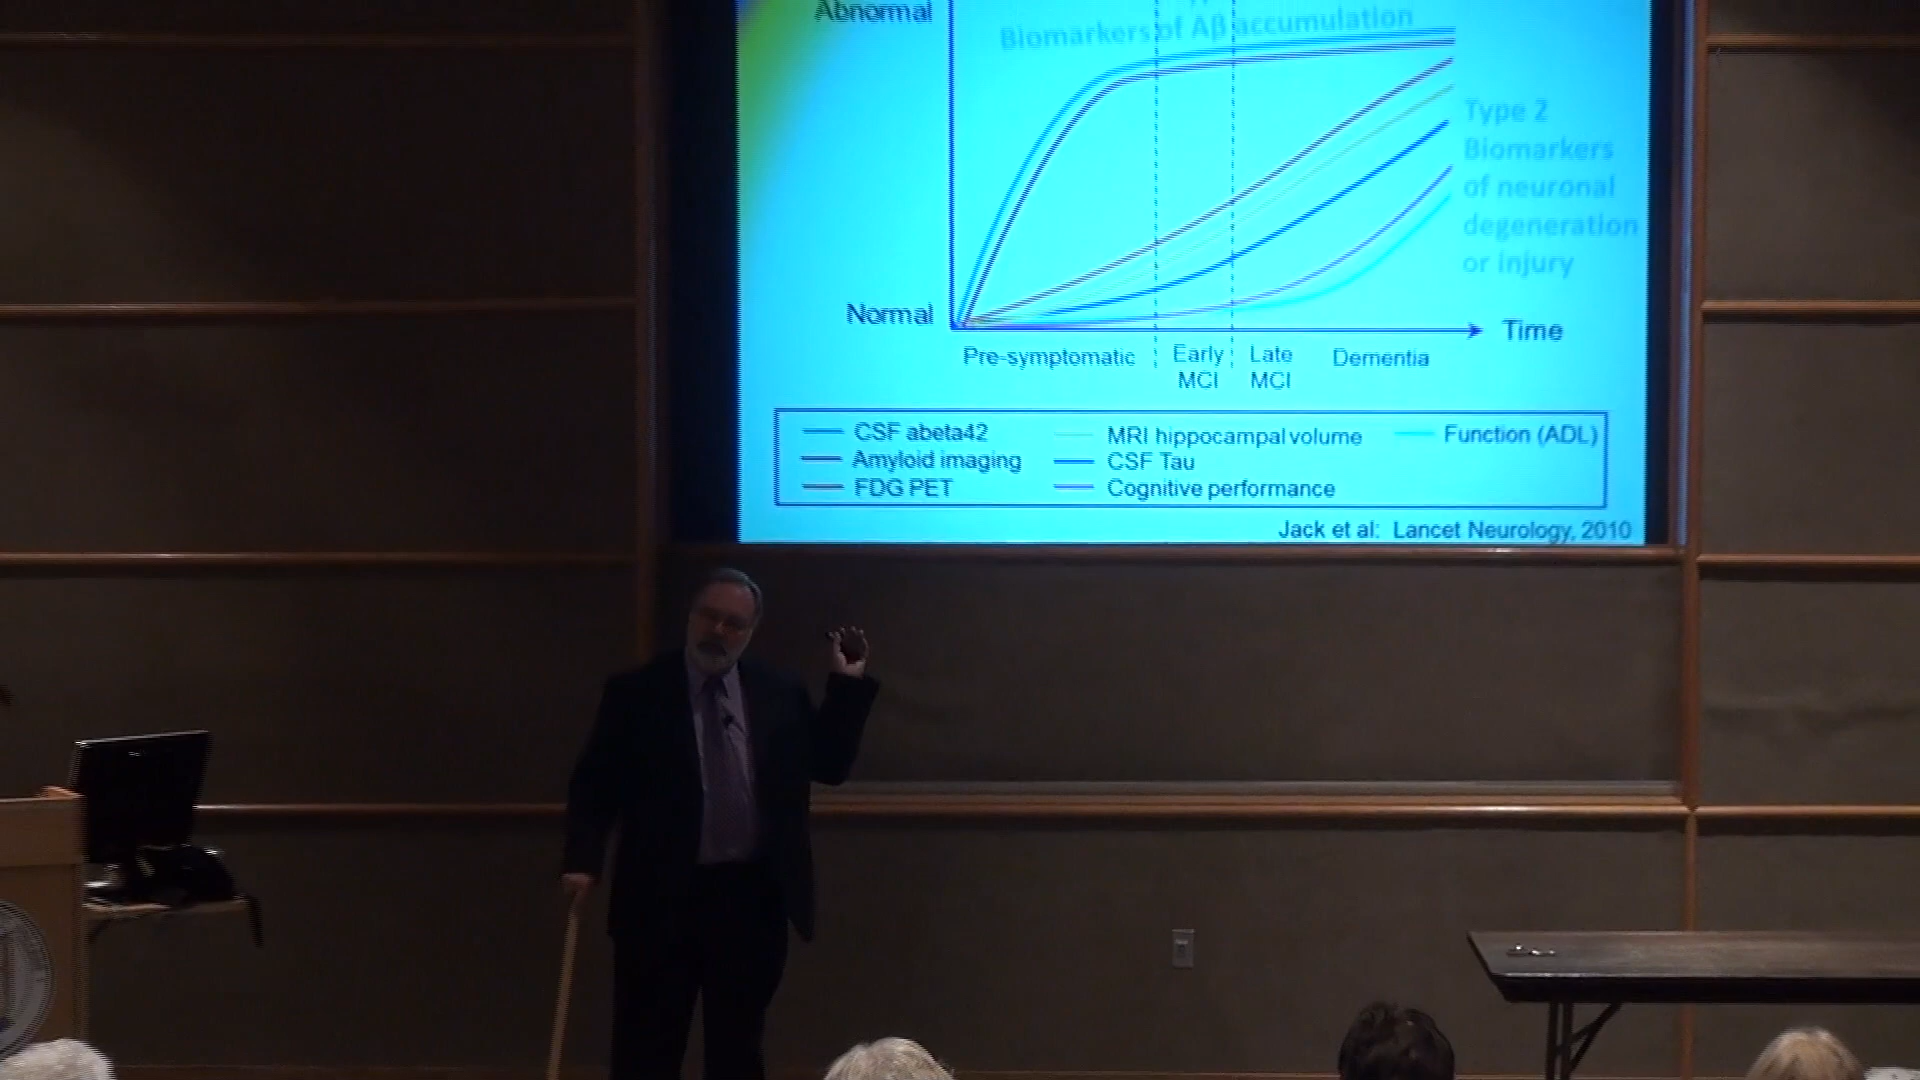 Abnormal
Biomarkers of Aβ accumulation
Type 2
Biomarkers
of neuronal
degeneration
or injury
Normal
Time
Pre-symptomatic
Early
MCI
Late
MCI
Dementia
CSF abeta42
Amyloid imaging
FDG PET
MRI hippocampal volume
CSF Tau
Cognitive performance
Function (ADL)
Jack et al: Lancet Neurology, 2010